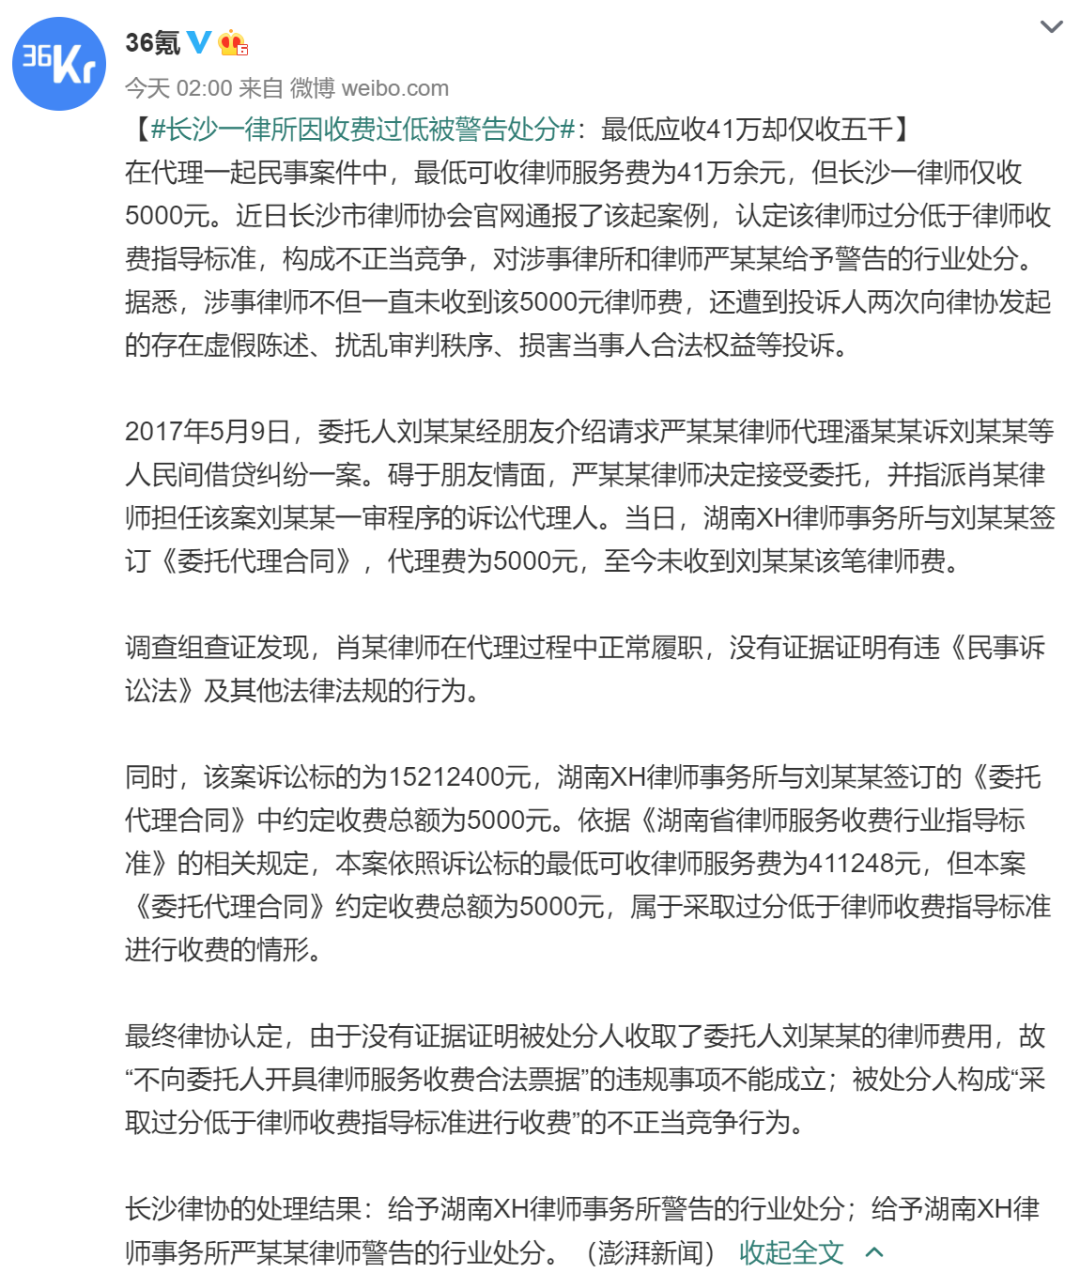 36Kr
36氪
今天 02:00 来自 微博 weibo.com
【#长沙一律所因收费过低被警告处分#：最低应收41万却仅收五千】
在代理一起民事案件中，最低可收律师服务费为41万余元，但长沙一律师仅收
5000元。近日长沙市律师协会官网通报了该起案例，认定该律师过分低于律师收
费指导标准，构成不正当竞争，对涉事律所和律师严某某给予警告的行业处分。
据悉，涉事律师不但一直未收到该5000元律师费，还遭到投诉人两次向律协发起
的存在虚假陈述、扰乱审判秩序、损害当事人合法权益等投诉。
2017年5月9日，委托人刘某某经朋友介绍请求严某某律师代理潘某某诉刘某某等
人民间借贷纠纷一案。碍于朋友情面，严某某律师决定接受委托，并指派肖某律
师担任该案刘某某一审程序的诉讼代理人。当日，湖南XH律师事务所与刘某某签
订《委托代理合同》，代理费为5000元，至今未收到刘某某该笔律师费。
调查组查证发现，肖某律师在代理过程中正常履职，没有证据证明有违《民事诉
讼法》及其他法律法规的行为。
同时，该案诉讼标的为15212400元，湖南XH律师事务所与刘某某签订的《委托
代理合同》中约定收费总额为5000元。依据《湖南省律师服务收费行业指导标
准》的相关规定，本案依照诉讼标的最低可收律师服务费为411248元，但本案
《委托代理合同》约定收费总额为5000元，属于采取过分低于律师收费指导标准
进行收费的情形。
最终律协认定，由于没有证据证明被处分人收取了委托人刘某某的律师费用，故
“不向委托人开具律师服务收费合法票据”的违规事项不能成立；被处分人构成“采
取过分低于律师收费指导标准进行收费”的不正当竞争行为。
长沙律协的处理结果：给予湖南XH律师事务所警告的行业处分；给予湖南XH律
师事务所严某某律师警告的行业处分。（澎湃新闻） 收起全文